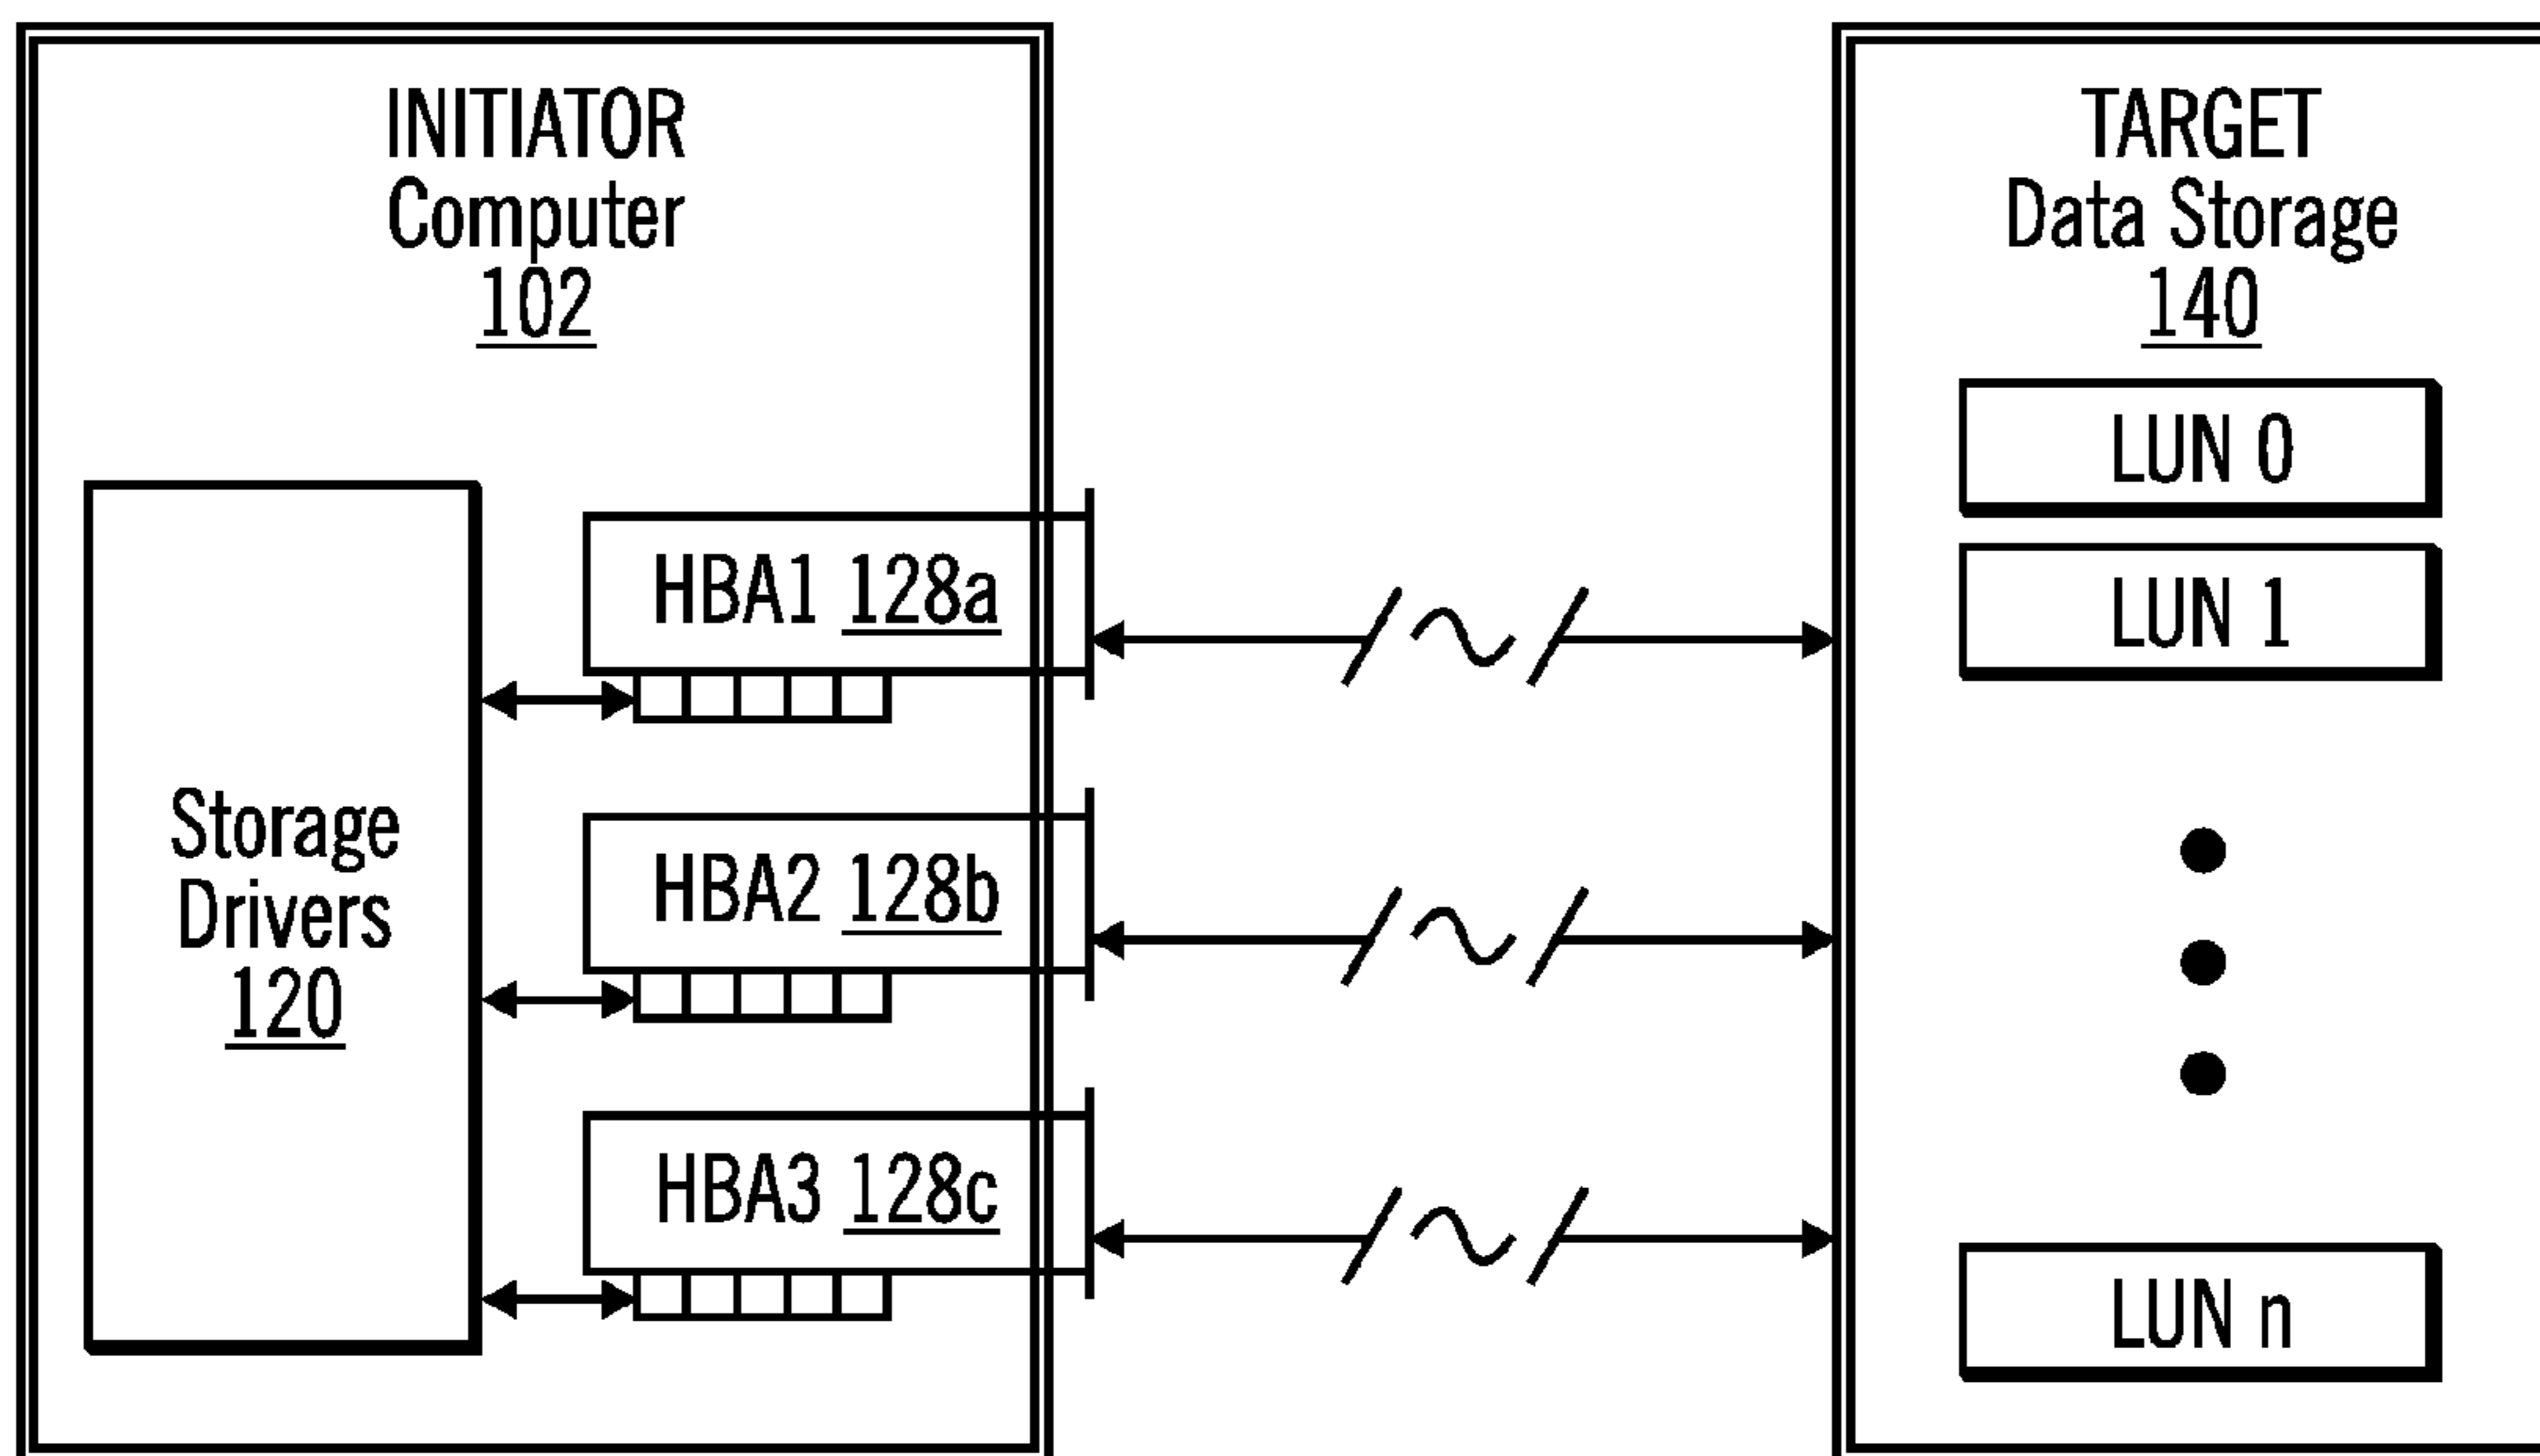 INITIATOR
Computer
102
Storage
Drivers
120
HBA1 128a
HBA2 128b
HBA3 128c
TARGET
Data Storage
140
LUN 0
LUN 1
LUN n